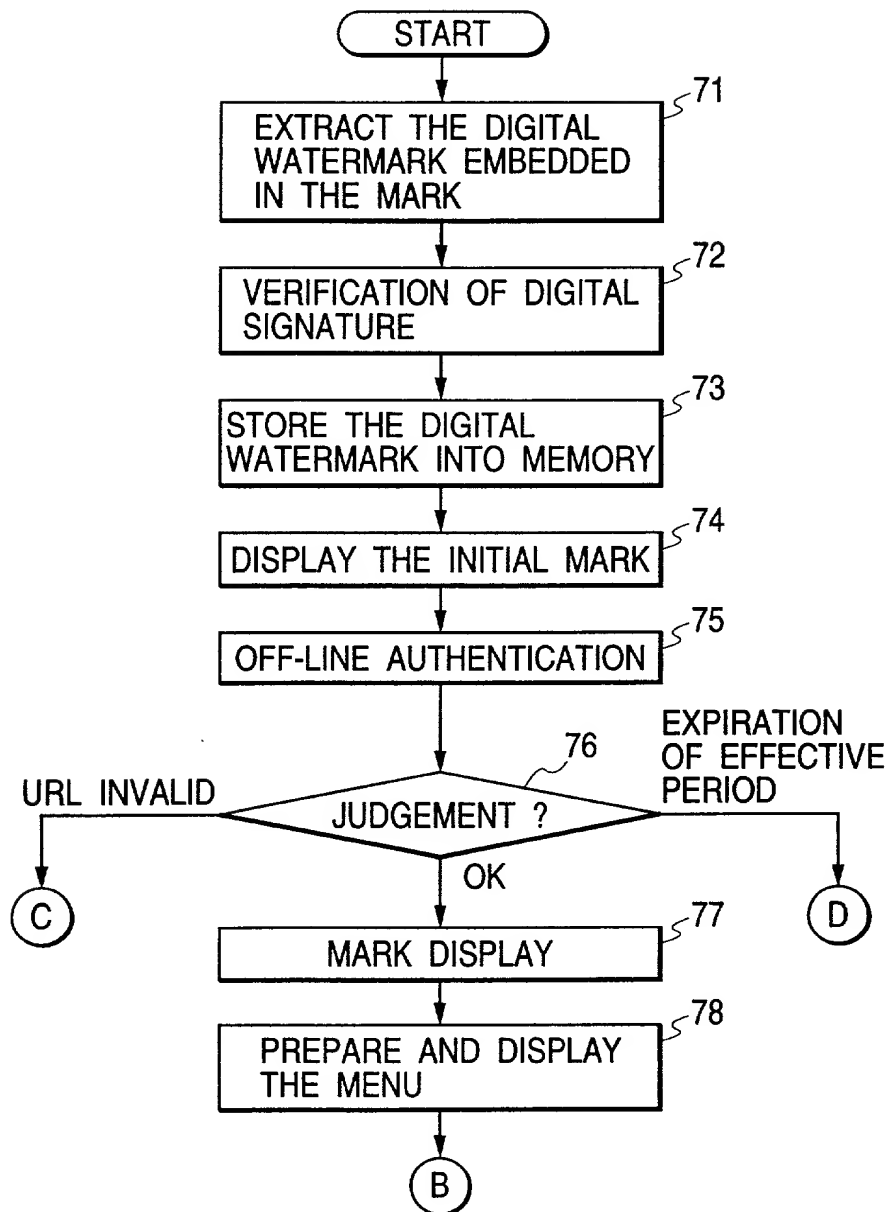 START
71
EXTRACT THE DIGITAL
WATERMARK EMBEDDED
IN THE MARK
72
VERIFICATION OF DIGITAL
SIGNATURE
73
STORE THE DIGITAL
WATERMARK INTO MEMORY
74
DISPLAY THE INITIAL MARK
75
OFF-LINE AUTHENTICATION
76
EXPIRATION
OF EFFECTIVE
PERIOD
URL INVALID
JUDGEMENT ?
OK
C
D
77
MARK DISPLAY
78
PREPARE AND DISPLAY
THE MENU
B